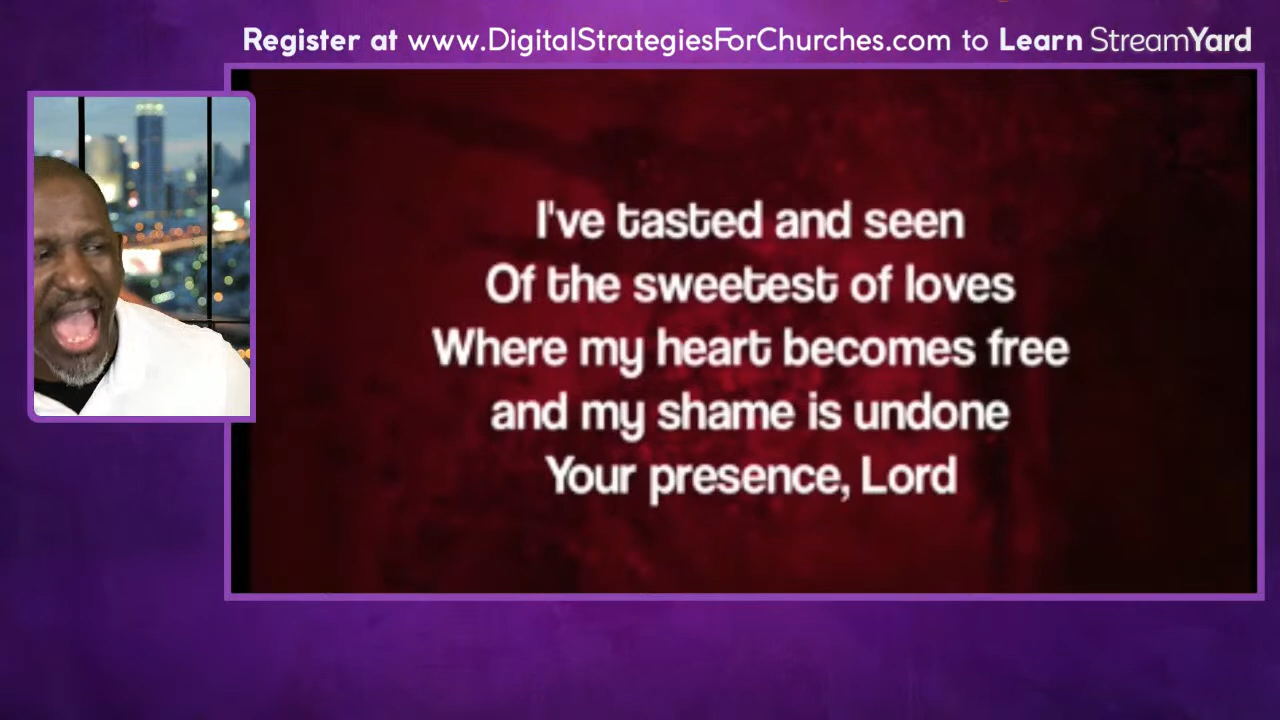 Register at www.DigitalStrategiesForChurches.com to Learn StreamYard
I've tasted and seen
Of the sweetest of loves
Where my heart becomes free
and my shame is undone
Your presence, Lord